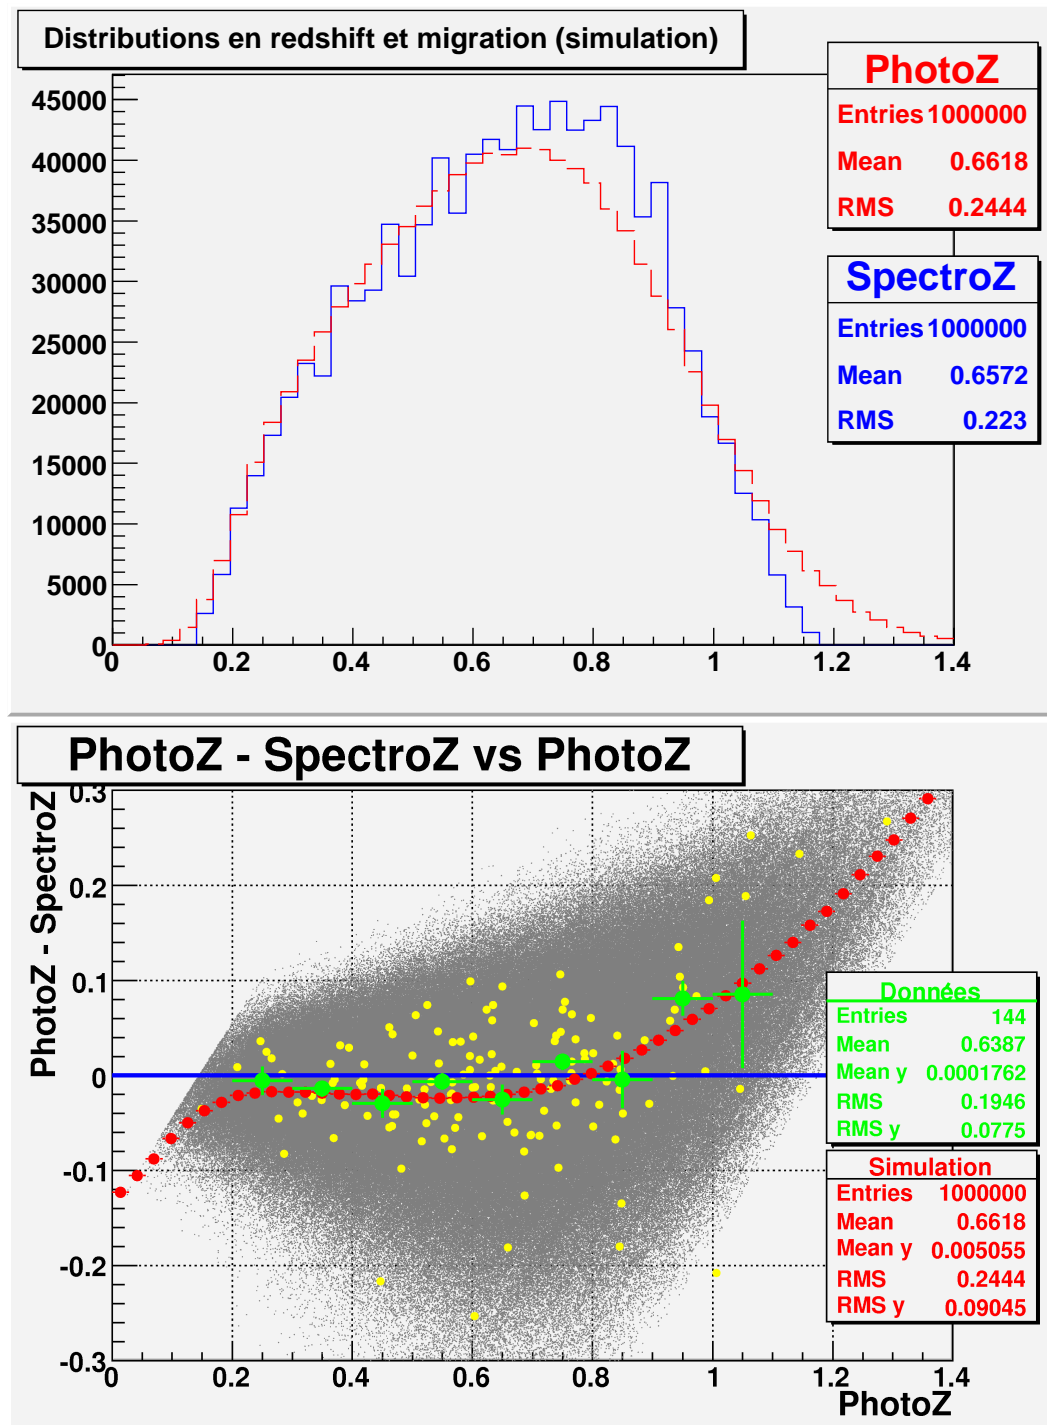 Distributions en redshift et migration (simulation)
PhotoZ
Entries 1000000
Mean 0.6618
RMS 0.2444
SpectroZ
Entries 1000000
Mean 0.6572
RMS 0.223
45000
40000
35000
30000
25000
20000
15000
10000
5000
0
0 0.2 0.4 0.6 0.8 1 1.2 1.4
PhotoZ - SpectroZ vs PhotoZ
PhotoZ - SpectroZ
0.3
0.2
0.1
0
-0.1
-0.2
-0.3
Données
Entries 144
Mean 0.6387
Mean y 0.0001762
RMS 0.1946
RMS y 0.0775
Simulation
Entries 1000000
Mean 0.6618
Mean y 0.005055
RMS 0.2444
RMS y 0.09045
0 0.2 0.4 0.6 0.8 1 1.2 1.4
PhotoZ